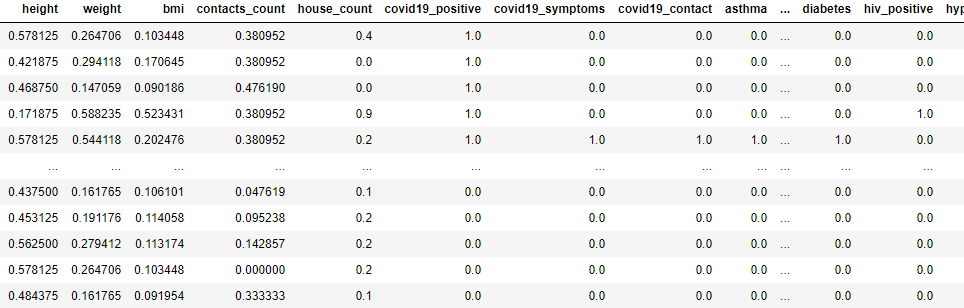 height weight bmi contacts_count house_count covid19_positive covid19_symptoms covid19_contact asthma ... diabetes hiv_positive hyp
0.578125 0.264706 0.103448 0.380952 0.4 1.0 0.0 0.0 0.0 ... 0.0 0.0
0.421875 0.294118 0.170645 0.380952 0.0 1.0 0.0 0.0 0.0 ... 0.0 0.0
0.468750 0.147059 0.090186 0.476190 0.0 1.0 0.0 0.0 0.0 ... 0.0 0.0
0.171875 0.588235 0.523431 0.380952 0.9 1.0 0.0 0.0 0.0 ... 0.0 1.0
0.578125 0.544118 0.202476 0.380952 0.2 1.0 1.0 1.0 1.0 ... 1.0 0.0
... ... ... ... ... ... ... ... ... ... ... ...
0.437500 0.161765 0.106101 0.047619 0.1 0.0 0.0 0.0 0.0 ... 0.0 0.0
0.453125 0.191176 0.114058 0.095238 0.2 0.0 0.0 0.0 0.0 ... 0.0 0.0
0.562500 0.279412 0.113174 0.142857 0.2 0.0 0.0 0.0 0.0 ... 0.0 0.0
0.578125 0.264706 0.103448 0.000000 0.2 0.0 0.0 0.0 0.0 ... 0.0 0.0
0.484375 0.161765 0.091954 0.333333 0.1 0.0 0.0 0.0 0.0 ... 0.0 0.0